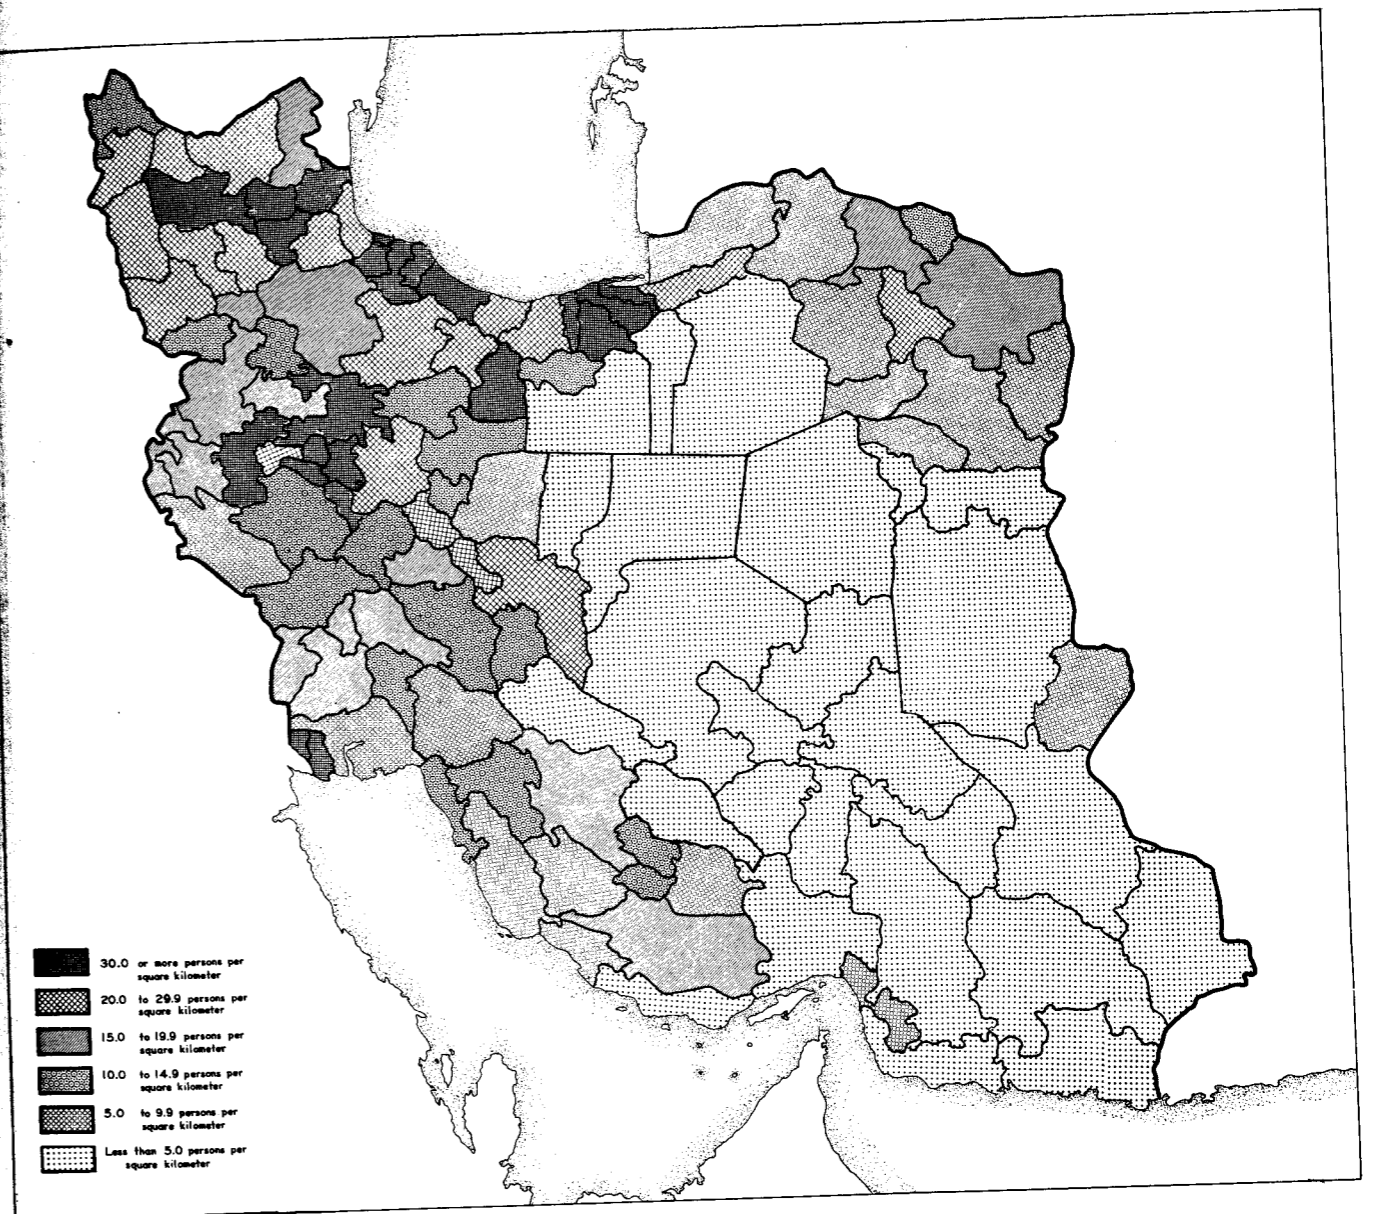 30.0 or more persons per
square kilometer
20.0 to 29.9 persons per
square kilometer
15.0 to 19.9 persons per
square kilometer
10.0 to 14.9 persons per
square kilometer
5.0 to 9.9 persons per
square kilometer
Less than 5.0 persons per
square kilometer